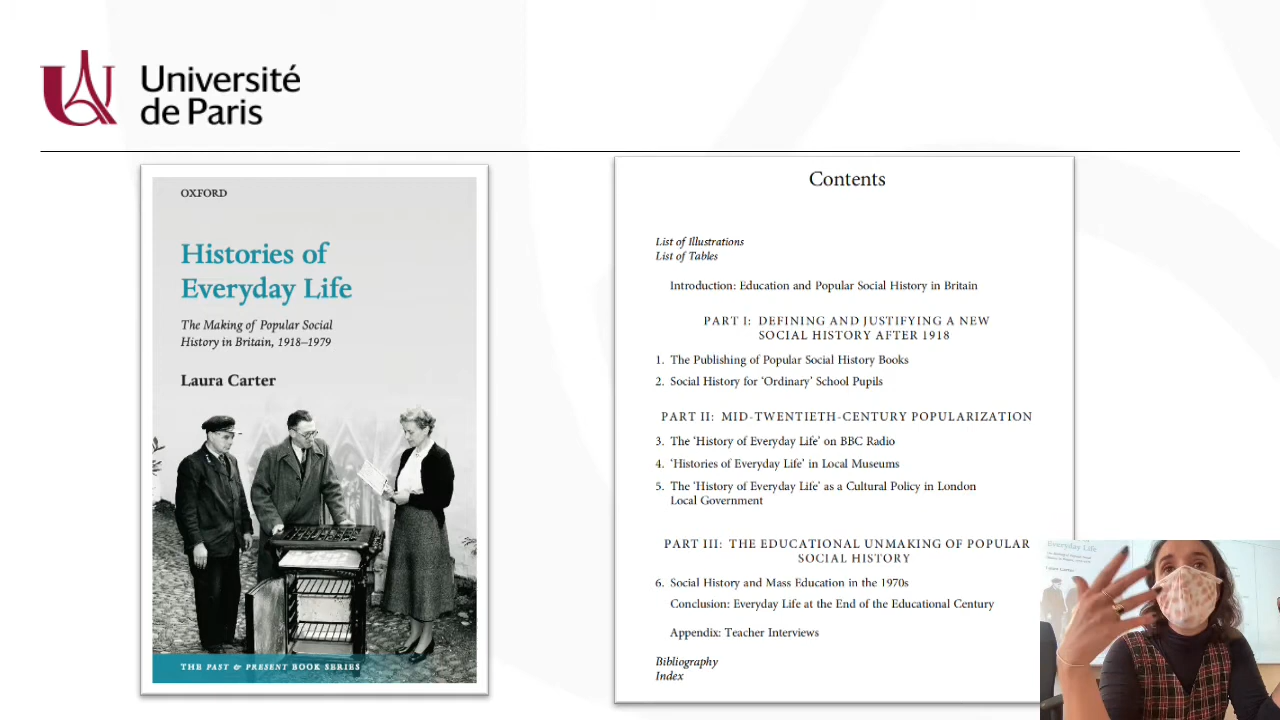 Université
de Paris
OXFORD
Histories of
Everyday Life
The Making of Popular Social
History in Britain, 1918–1979
Laura Carter
THE PAST & PRESENT BOOK SERIES
Contents
List of Illustrations
List of Tables
Introduction: Education and Popular Social History in Britain
PART I: DEFINING AND JUSTIFYING A NEW
SOCIAL HISTORY AFTER 1918
1. The Publishing of Popular Social History Books
2. Social History for ‘Ordinary’ School Pupils
PART II: MID-TWENTIETH-CENTURY POPULARIZATION
3. The ‘History of Everyday Life’ on BBC Radio
4. ‘Histories of Everyday Life’ in Local Museums
5. The ‘History of Everyday Life’ as a Cultural Policy in London
Local Government
PART III: THE EDUCATIONAL UNMAKING OF POPULAR
SOCIAL HISTORY
6. Social History and Mass Education in the 1970s
Conclusion: Everyday Life at the End of the Educational Century
Appendix: Teacher Interviews
Bibliography
Index
Everyday Life
Laura Carter